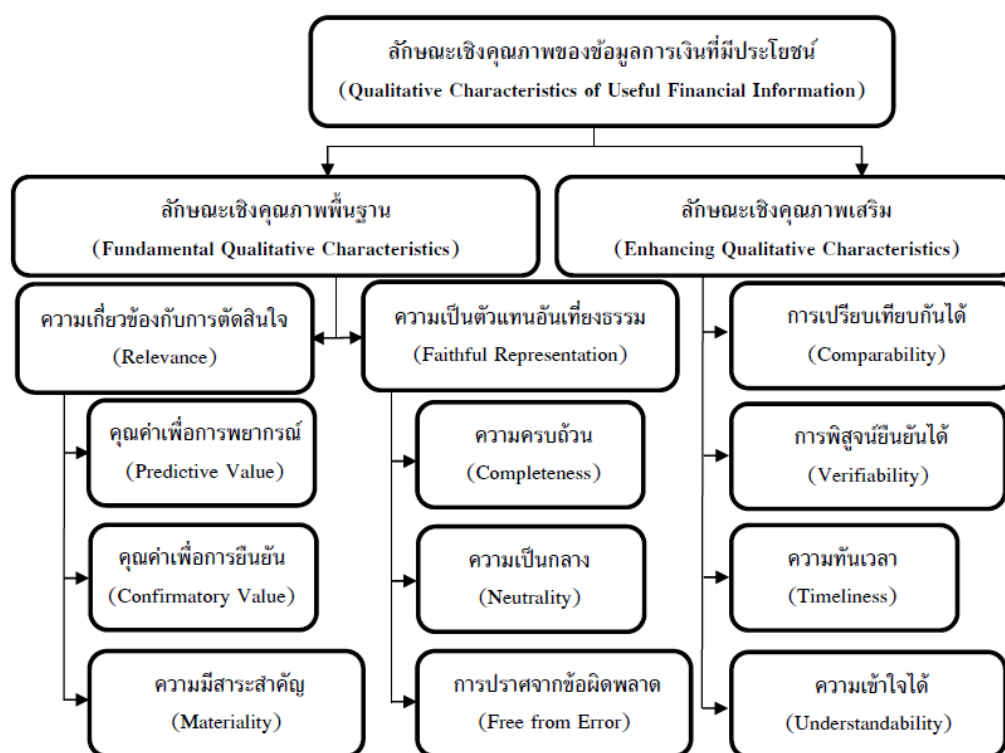 ลักษณะเชิงคุณภาพของข้อมูลการเงินที่มีประโยชน์
(Qualitative Characteristics of Useful Financial Information)
ลักษณะเชิงคุณภาพพื้นฐาน
(Fundamental Qualitative Characteristics)
ลักษณะเชิงคุณภาพเสริม
(Enhancing Qualitative Characteristics)
ความเกี่ยวข้องกับการตัดสินใจ
(Relevance)
ความเป็นตัวแทนอันเที่ยงธรรม
(Faithful Representation)
การเปรียบเทียบกันได้
(Comparability)
คุณค่าเพื่อการพยากรณ์
(Predictive Value)
ความครบถ้วน
(Completeness)
การพิสูจน์ยืนยันได้
(Verifiability)
คุณค่าเพื่อการยืนยัน
(Confirmatory Value)
ความเป็นกลาง
(Neutrality)
ความทันเวลา
(Timeliness)
ความมีสาระสำคัญ
(Materiality)
การปราศจากข้อผิดพลาด
(Free from Error)
ความเข้าใจได้
(Understandability)